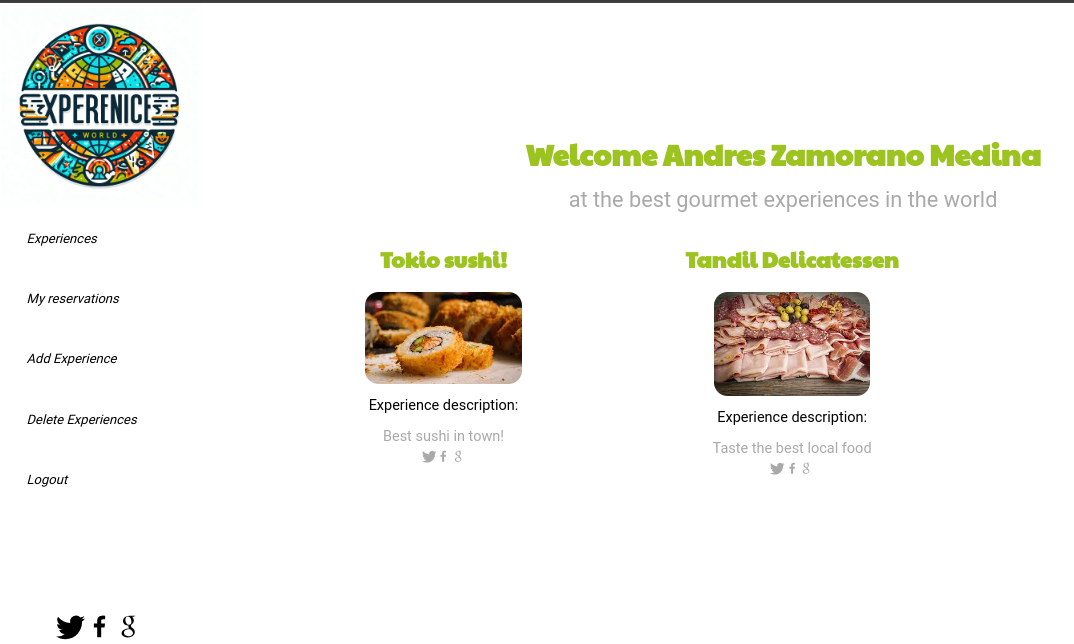 XPERENICE
WORLD
Experiences
My reservations
Add Experience
Delete Experiences
Logout
Welcome Andres Zamorano Medina
at the best gourmet experiences in the world
Tokio sushi!
Experience description:
Best sushi in town!
Tandil Delicatessen
Experience description:
Taste the best local food